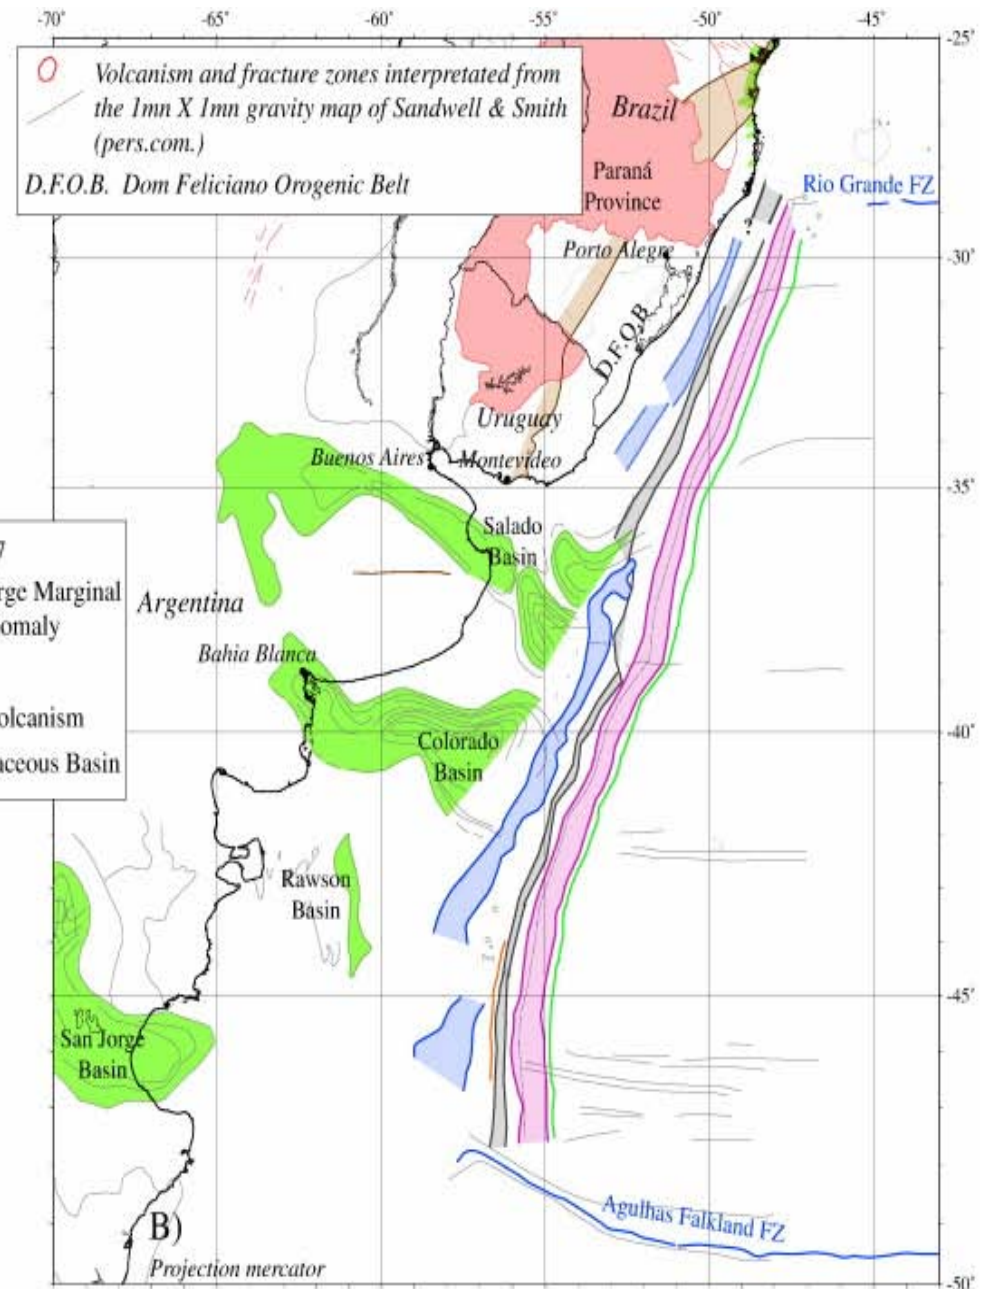 -70° -65° -60° -55° -50° -45°
-25°
Volcanism and fracture zones interpretated from
the 1mn X 1mn gravity map of Sandwell & Smith
(pers.com.)
D.F.O.B. Dom Feliciano Orogenic Belt
Brazil
Paraná
Province
Rio Grande FZ
?
Porto Alegre
-30°
D.F.O.B
Uruguay
Buenos Aires
Montevideo
-35°
Salado
Basin
7
rge Marginal
omaly
olcanism
aceous Basin
Argentina
Bahia Blanca
-40°
Colorado
Basin
Rawson
Basin
-45°
San Jorge
Basin
Agulhas Falkland FZ
B)
Projection mercator
-50°